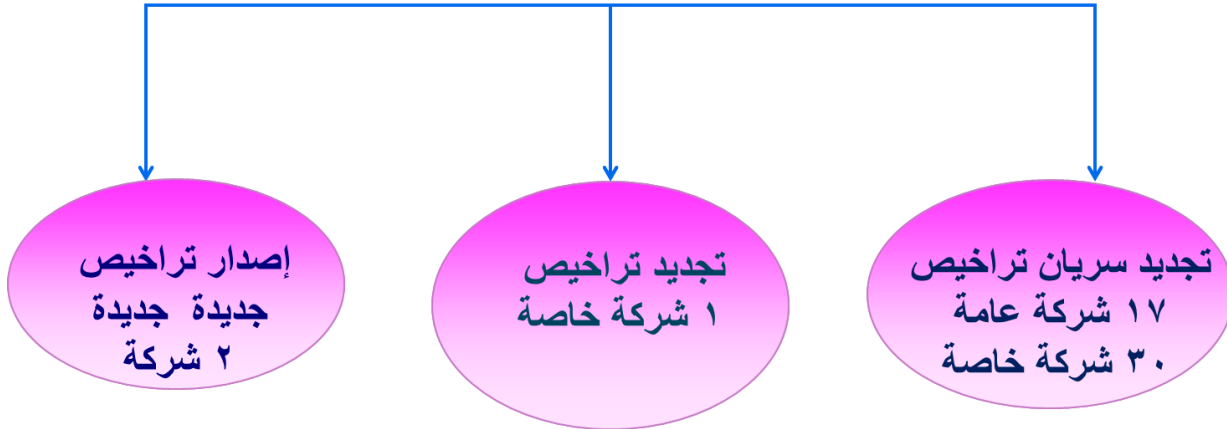 تجديد سريان تراخيص
١٧ شركة عامة
٣٠ شركة خاصة
تجديد تراخيص
١ شركة خاصة
إصدار تراخيص
جديدة جديدة
٢ شركة